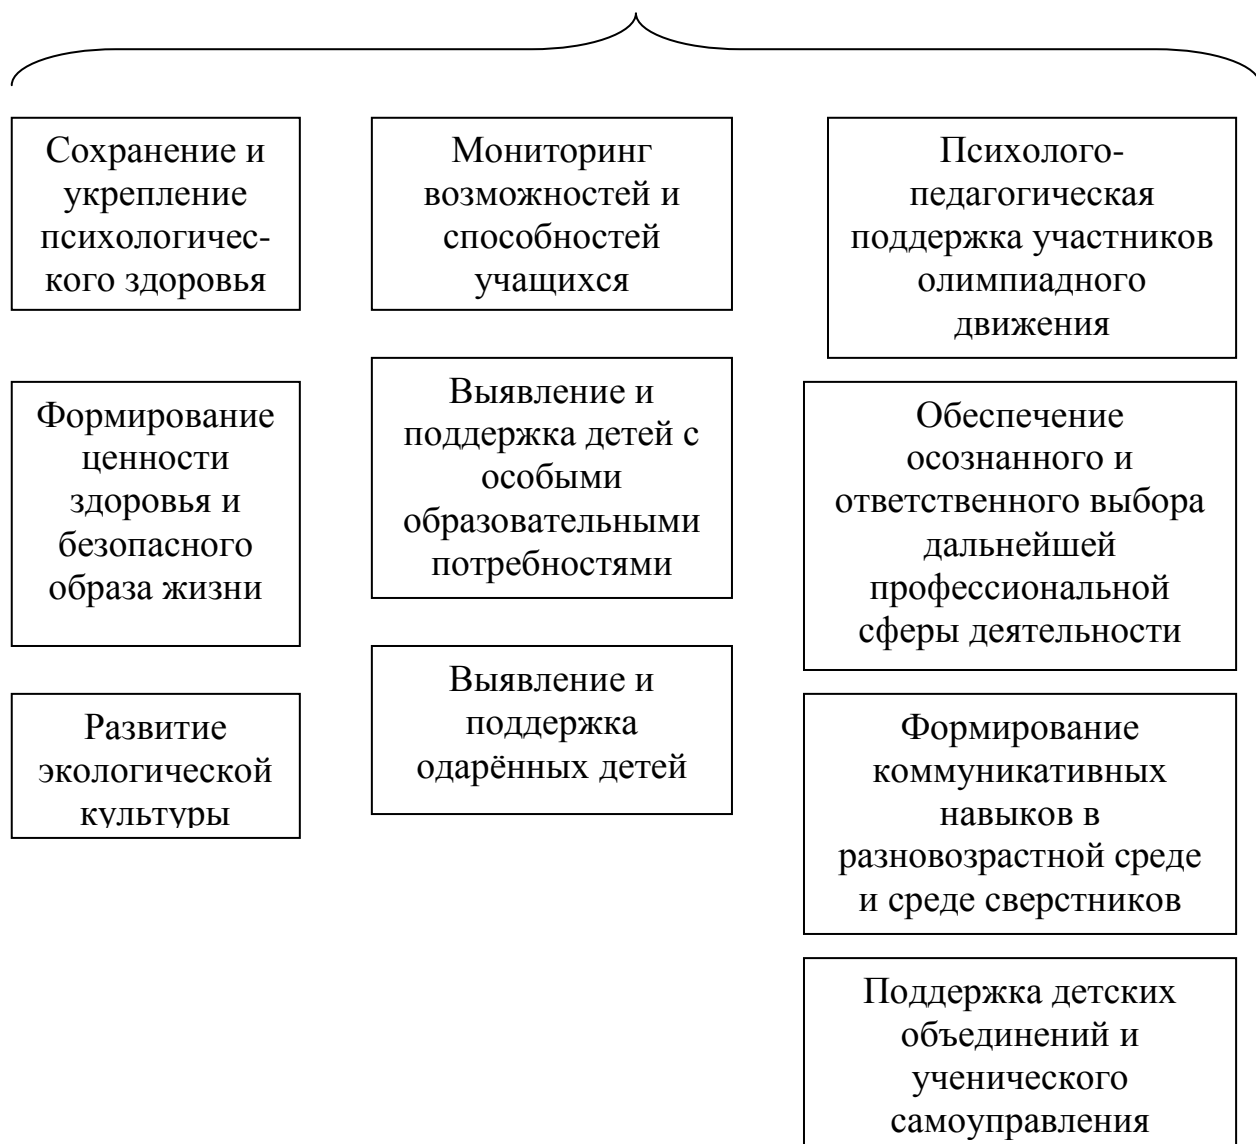 Сохранение и
укрепление
психологичес-
кого здоровья
Формирование
ценности
здоровья и
безопасного
образа жизни
Развитие
экологической
культуры
Мониторинг
возможностей и
способностей
учащихся
Выявление и
поддержка детей с
особыми
образовательными
потребностями
Выявление и
поддержка
одарённых детей
Психолого-
педагогическая
поддержка участников
олимпиадного
движения
Обеспечение
осознанного и
ответственного выбора
дальнейшей
профессиональной
сферы деятельности
Формирование
коммуникативных
навыков в
разновозрастной среде
и среде сверстников
Поддержка детских
объединений и
ученического
самоуправления